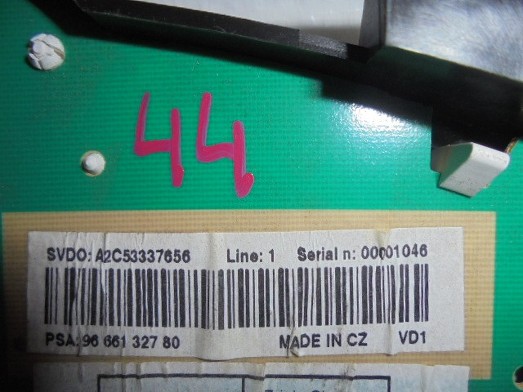 44
SVDO: A2C53337656 Line: 1 Serial n: 00001046
PSA: 96 661 327 80 MADE IN CZ VD1